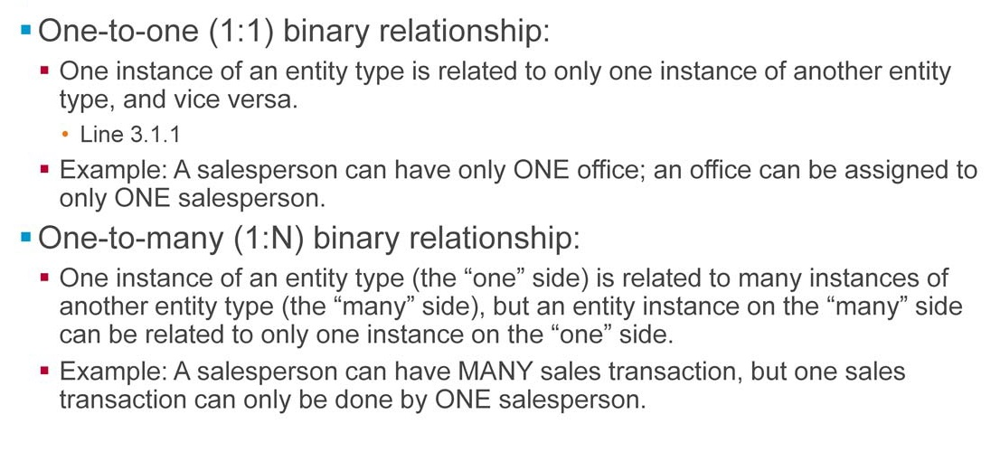 One-to-one (1:1) binary relationship:
One instance of an entity type is related to only one instance of another entity
type, and vice versa.
Line 3.1.1
Example: A salesperson can have only ONE office; an office can be assigned to
only ONE salesperson.
One-to-many (1:N) binary relationship:
One instance of an entity type (the “one” side) is related to many instances of
another entity type (the “many” side), but an entity instance on the “many” side
can be related to only one instance on the “one” side.
Example: A salesperson can have MANY sales transaction, but one sales
transaction can only be done by ONE salesperson.